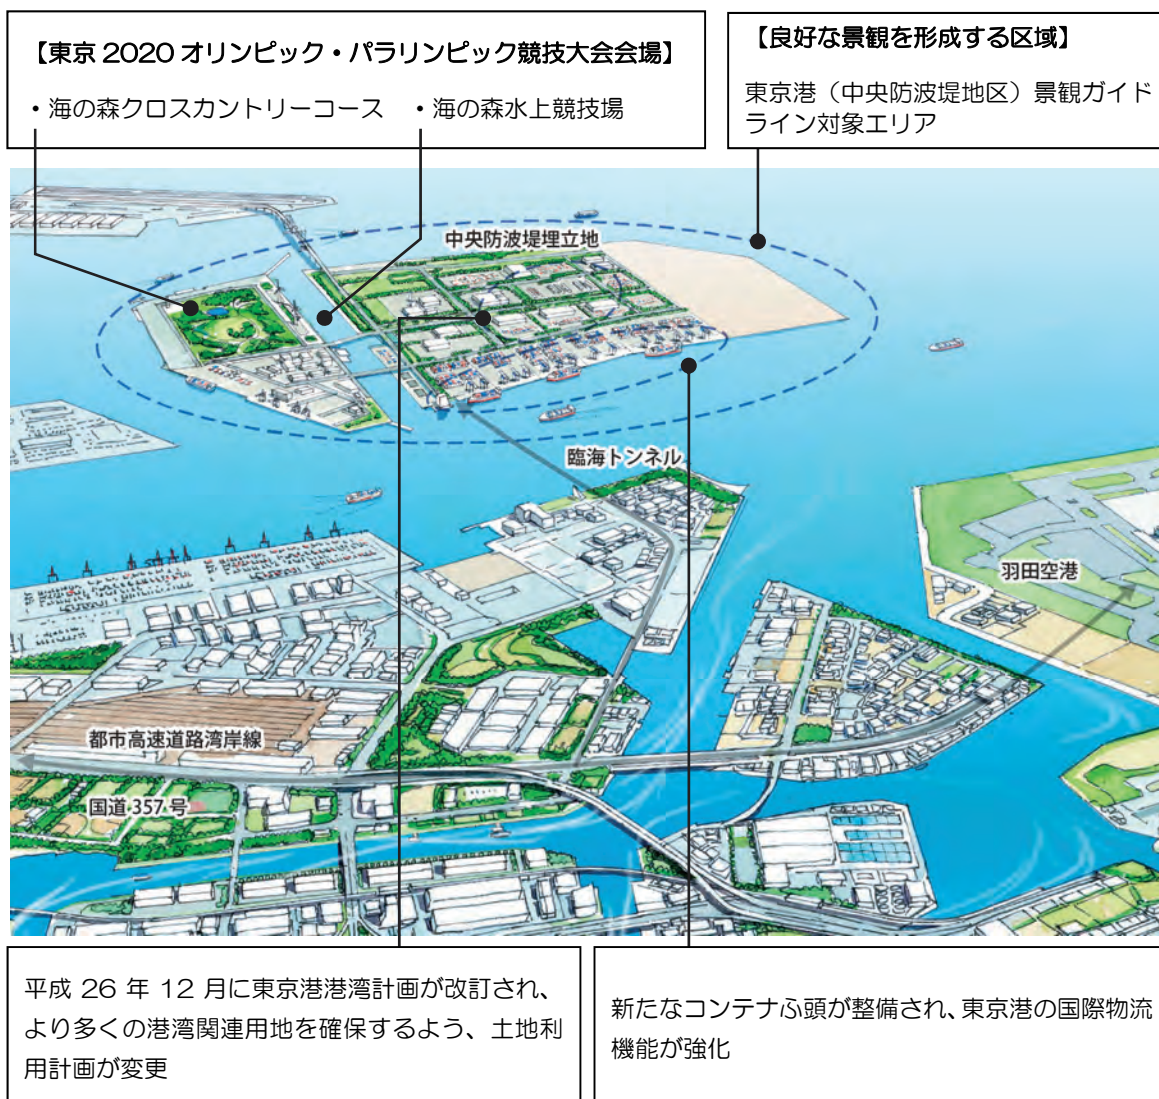 【東京 2020 オリンピック・パラリンピック競技大会会場】
・海の森クロスカントリーコース ・海の森水上競技場
【良好な景観を形成する区域】
東京港（中央防波堤地区）景観ガイド
ライン対象エリア
中央防波堤埋立地
臨海トンネル
羽田空港
都市高速道路湾岸線
国道 357 号
平成 26 年 12 月に東京港港湾計画が改訂され、
より多くの港湾関連用地を確保するよう、土地利
用計画が変更
新たなコンテナふ頭が整備され、東京港の国際物流
機能が強化